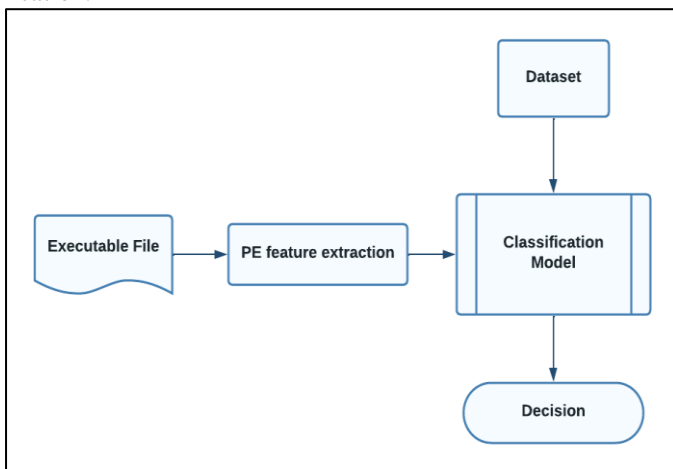 Dataset
Executable File
PE feature extraction
Classification
Model
Decision